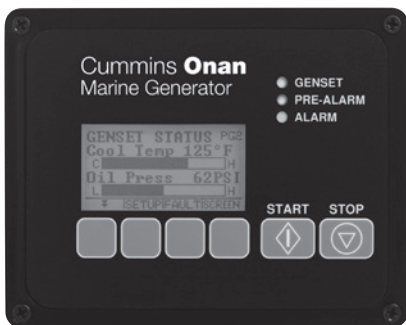 Cummins Onan
Marine Generator
GENSET
PRE-ALARM
ALARM
GENSET STATUS PG2
Cool Temp 125°F
C H
Oil Press 62PSI
L H
SETUP FAULT SCREEN
START STOP